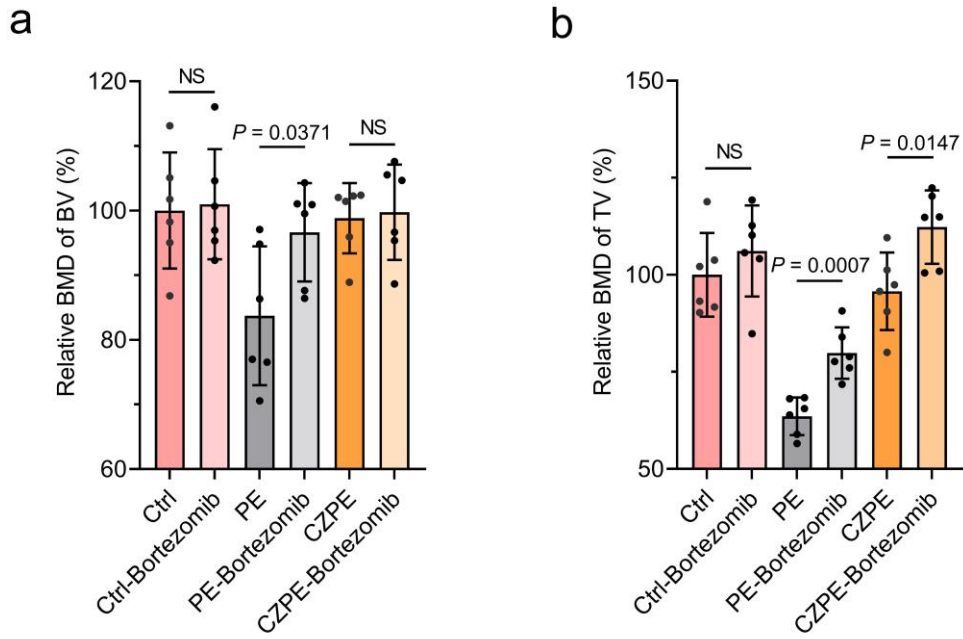 a
Relative BMD of BV (%)
120
100
80
60
NS
P = 0.0371
NS
Ctrl
Ctrl-Bortezomib
PE
PE-Bortezomib
CZPE
CZPE-Bortezomib
b
Relative BMD of TV (%)
150
100
50
NS
P = 0.0007
P = 0.0147
Ctrl
Ctrl-Bortezomib
PE
PE-Bortezomib
CZPE
CZPE-Bortezomib